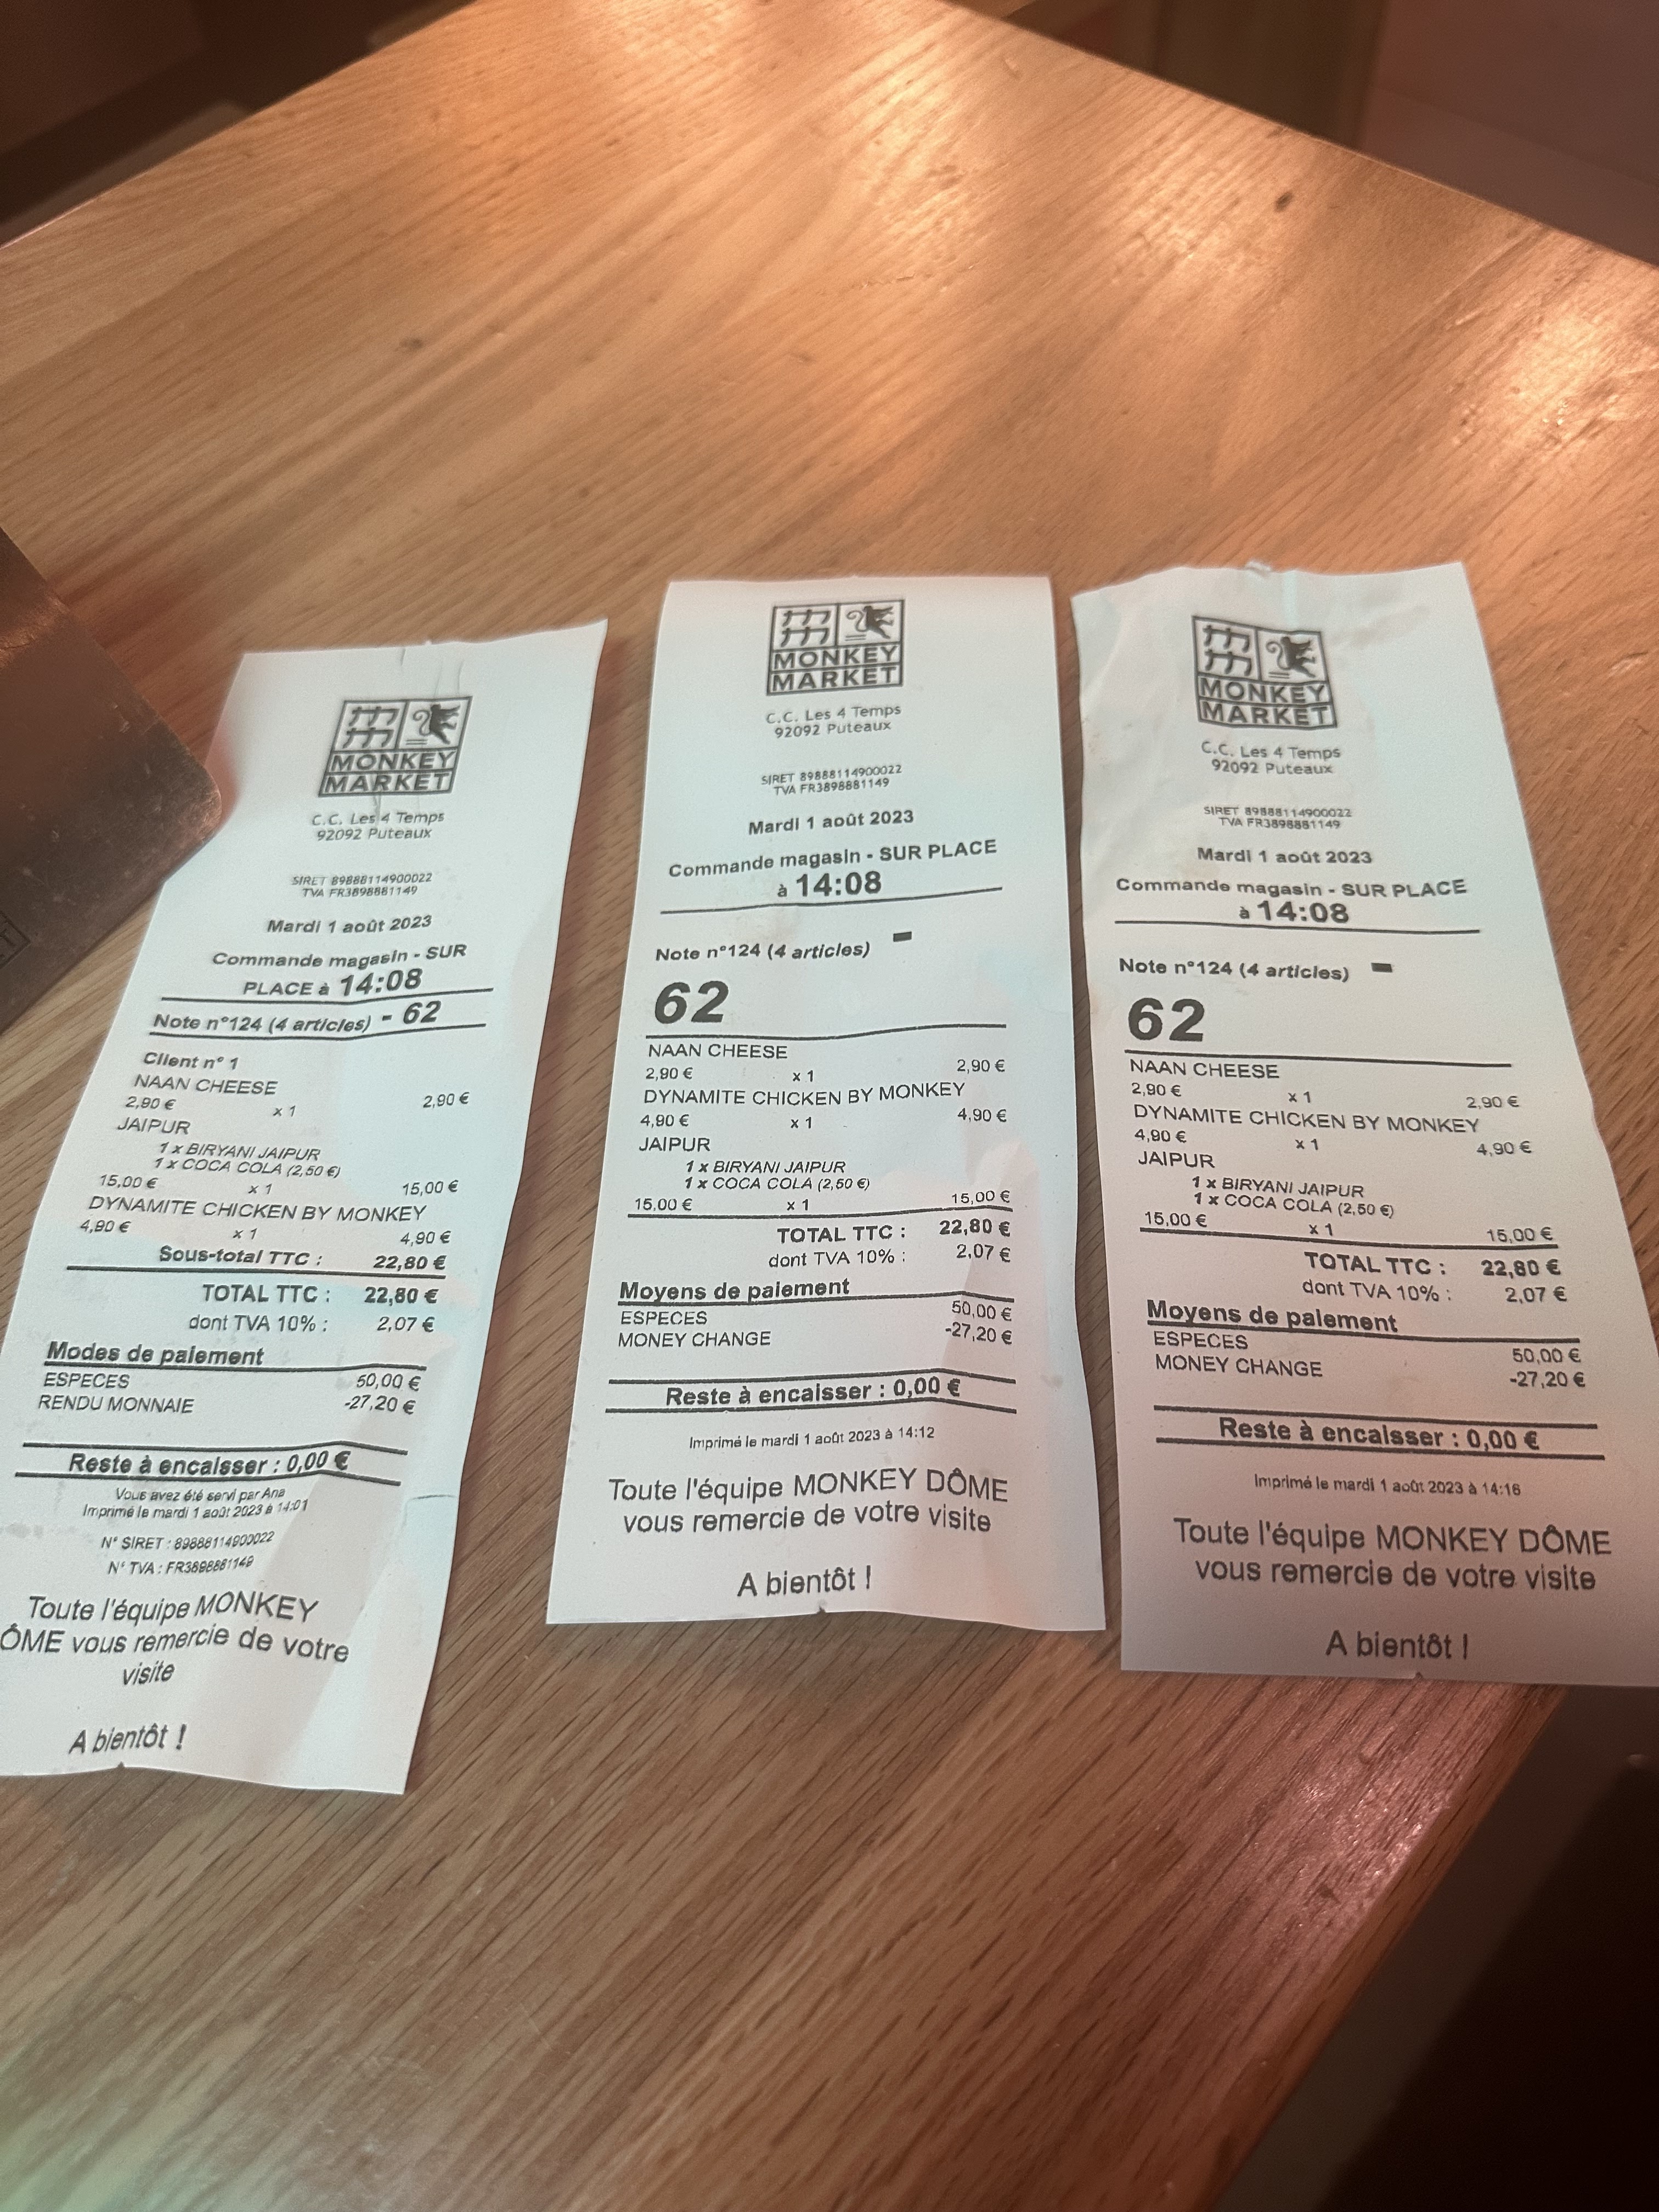 MONKEY
MARKET
C.C. Les 4 Temps
92092 Puteaux
SIRET 89888114900022
TVA FR3898881149
Mardi 1 août 2023
Commande magasin - SUR
PLACE à 14:08
Note n°124 (4 articles) - 62
Client n° 1
NAAN CHEESE
2,90 € x 1 2,90 €
JAIPUR
1 x BIRYANI JAIPUR
1 x COCA COLA (2,50 €)
15,00 € x 1 15,00 €
DYNAMITE CHICKEN BY MONKEY
4,90 € x 1 4,90 €
Sous-total TTC : 22,80 €
TOTAL TTC : 22,80 €
dont TVA 10% : 2,07 €
Modes de paiement
ESPECES 50,00 €
RENDU MONNAIE -27,20 €
Reste à encaisser : 0,00 €
Vous avez été servi par Ana
Imprimé le mardi 1 août 2023 à 14:01
N° SIRET : 89888114900022
N° TVA : FR3898881149
Toute l'équipe MONKEY
ÔME vous remercie de votre
visite
A bientôt !
MONKEY
MARKET
C.C. Les 4 Temps
92092 Puteaux
SIRET 89888114900022
TVA FR3898881149
Mardi 1 août 2023
Commande magasin - SUR PLACE
à 14:08
Note n°124 (4 articles) -
62
NAAN CHEESE
2,90 € x 1 2,90 €
DYNAMITE CHICKEN BY MONKEY
4,90 € x 1 4,90 €
JAIPUR
1 x BIRYANI JAIPUR
1 x COCA COLA (2,50 €)
15,00 € x 1 15,00 €
TOTAL TTC : 22,80 €
dont TVA 10% : 2,07 €
Moyens de paiement
ESPECES 50,00 €
MONEY CHANGE -27,20 €
Reste à encaisser : 0,00 €
Imprimé le mardi 1 août 2023 à 14:12
Toute l'équipe MONKEY DÔME
vous remercie de votre visite
A bientôt !
MONKEY
MARKET
C.C. Les 4 Temps
92092 Puteaux
SIRET 89888114900022
TVA FR3898881149
Mardi 1 août 2023
Commande magasin - SUR PLACE
à 14:08
Note n°124 (4 articles) -
62
NAAN CHEESE
2,90 € x 1 2,90 €
DYNAMITE CHICKEN BY MONKEY
4,90 € x 1 4,90 €
JAIPUR
1 x BIRYANI JAIPUR
1 x COCA COLA (2,50 €)
15,00 € x 1 15,00 €
TOTAL TTC : 22,80 €
dont TVA 10% : 2,07 €
Moyens de paiement
ESPECES 50,00 €
MONEY CHANGE -27,20 €
Reste à encaisser : 0,00 €
Imprimé le mardi 1 août 2023 à 14:16
Toute l'équipe MONKEY DÔME
vous remercie de votre visite
A bientôt !